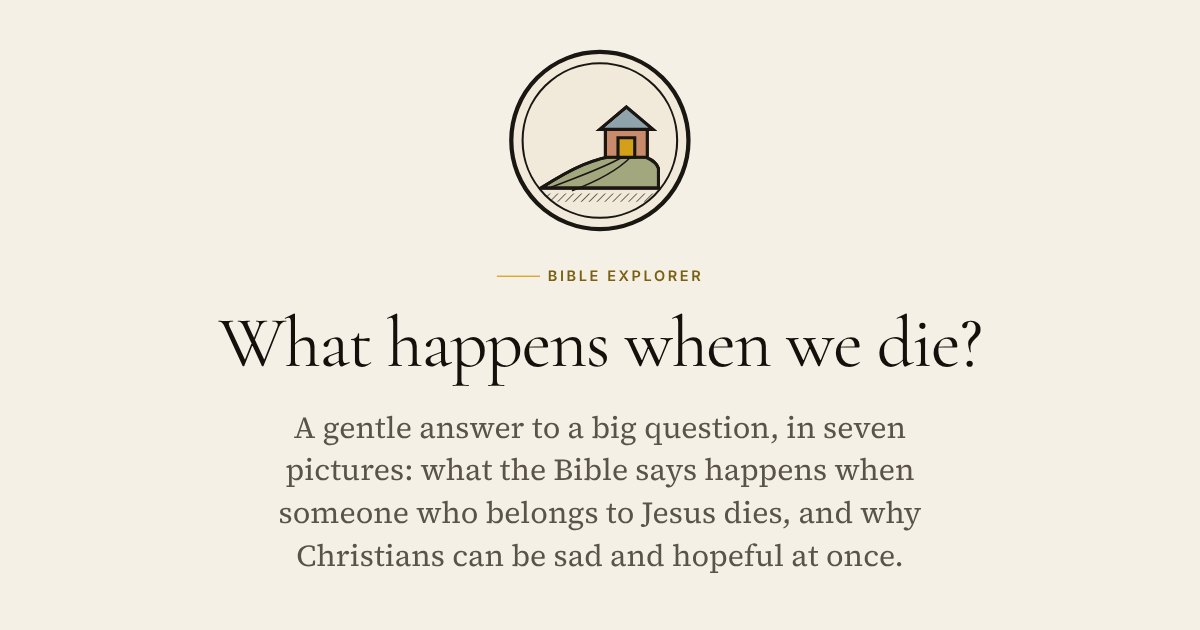 BIBLE EXPLORER
What happens when we die?
A gentle answer to a big question, in seven
pictures: what the Bible says happens when
someone who belongs to Jesus dies, and why
Christians can be sad and hopeful at once.